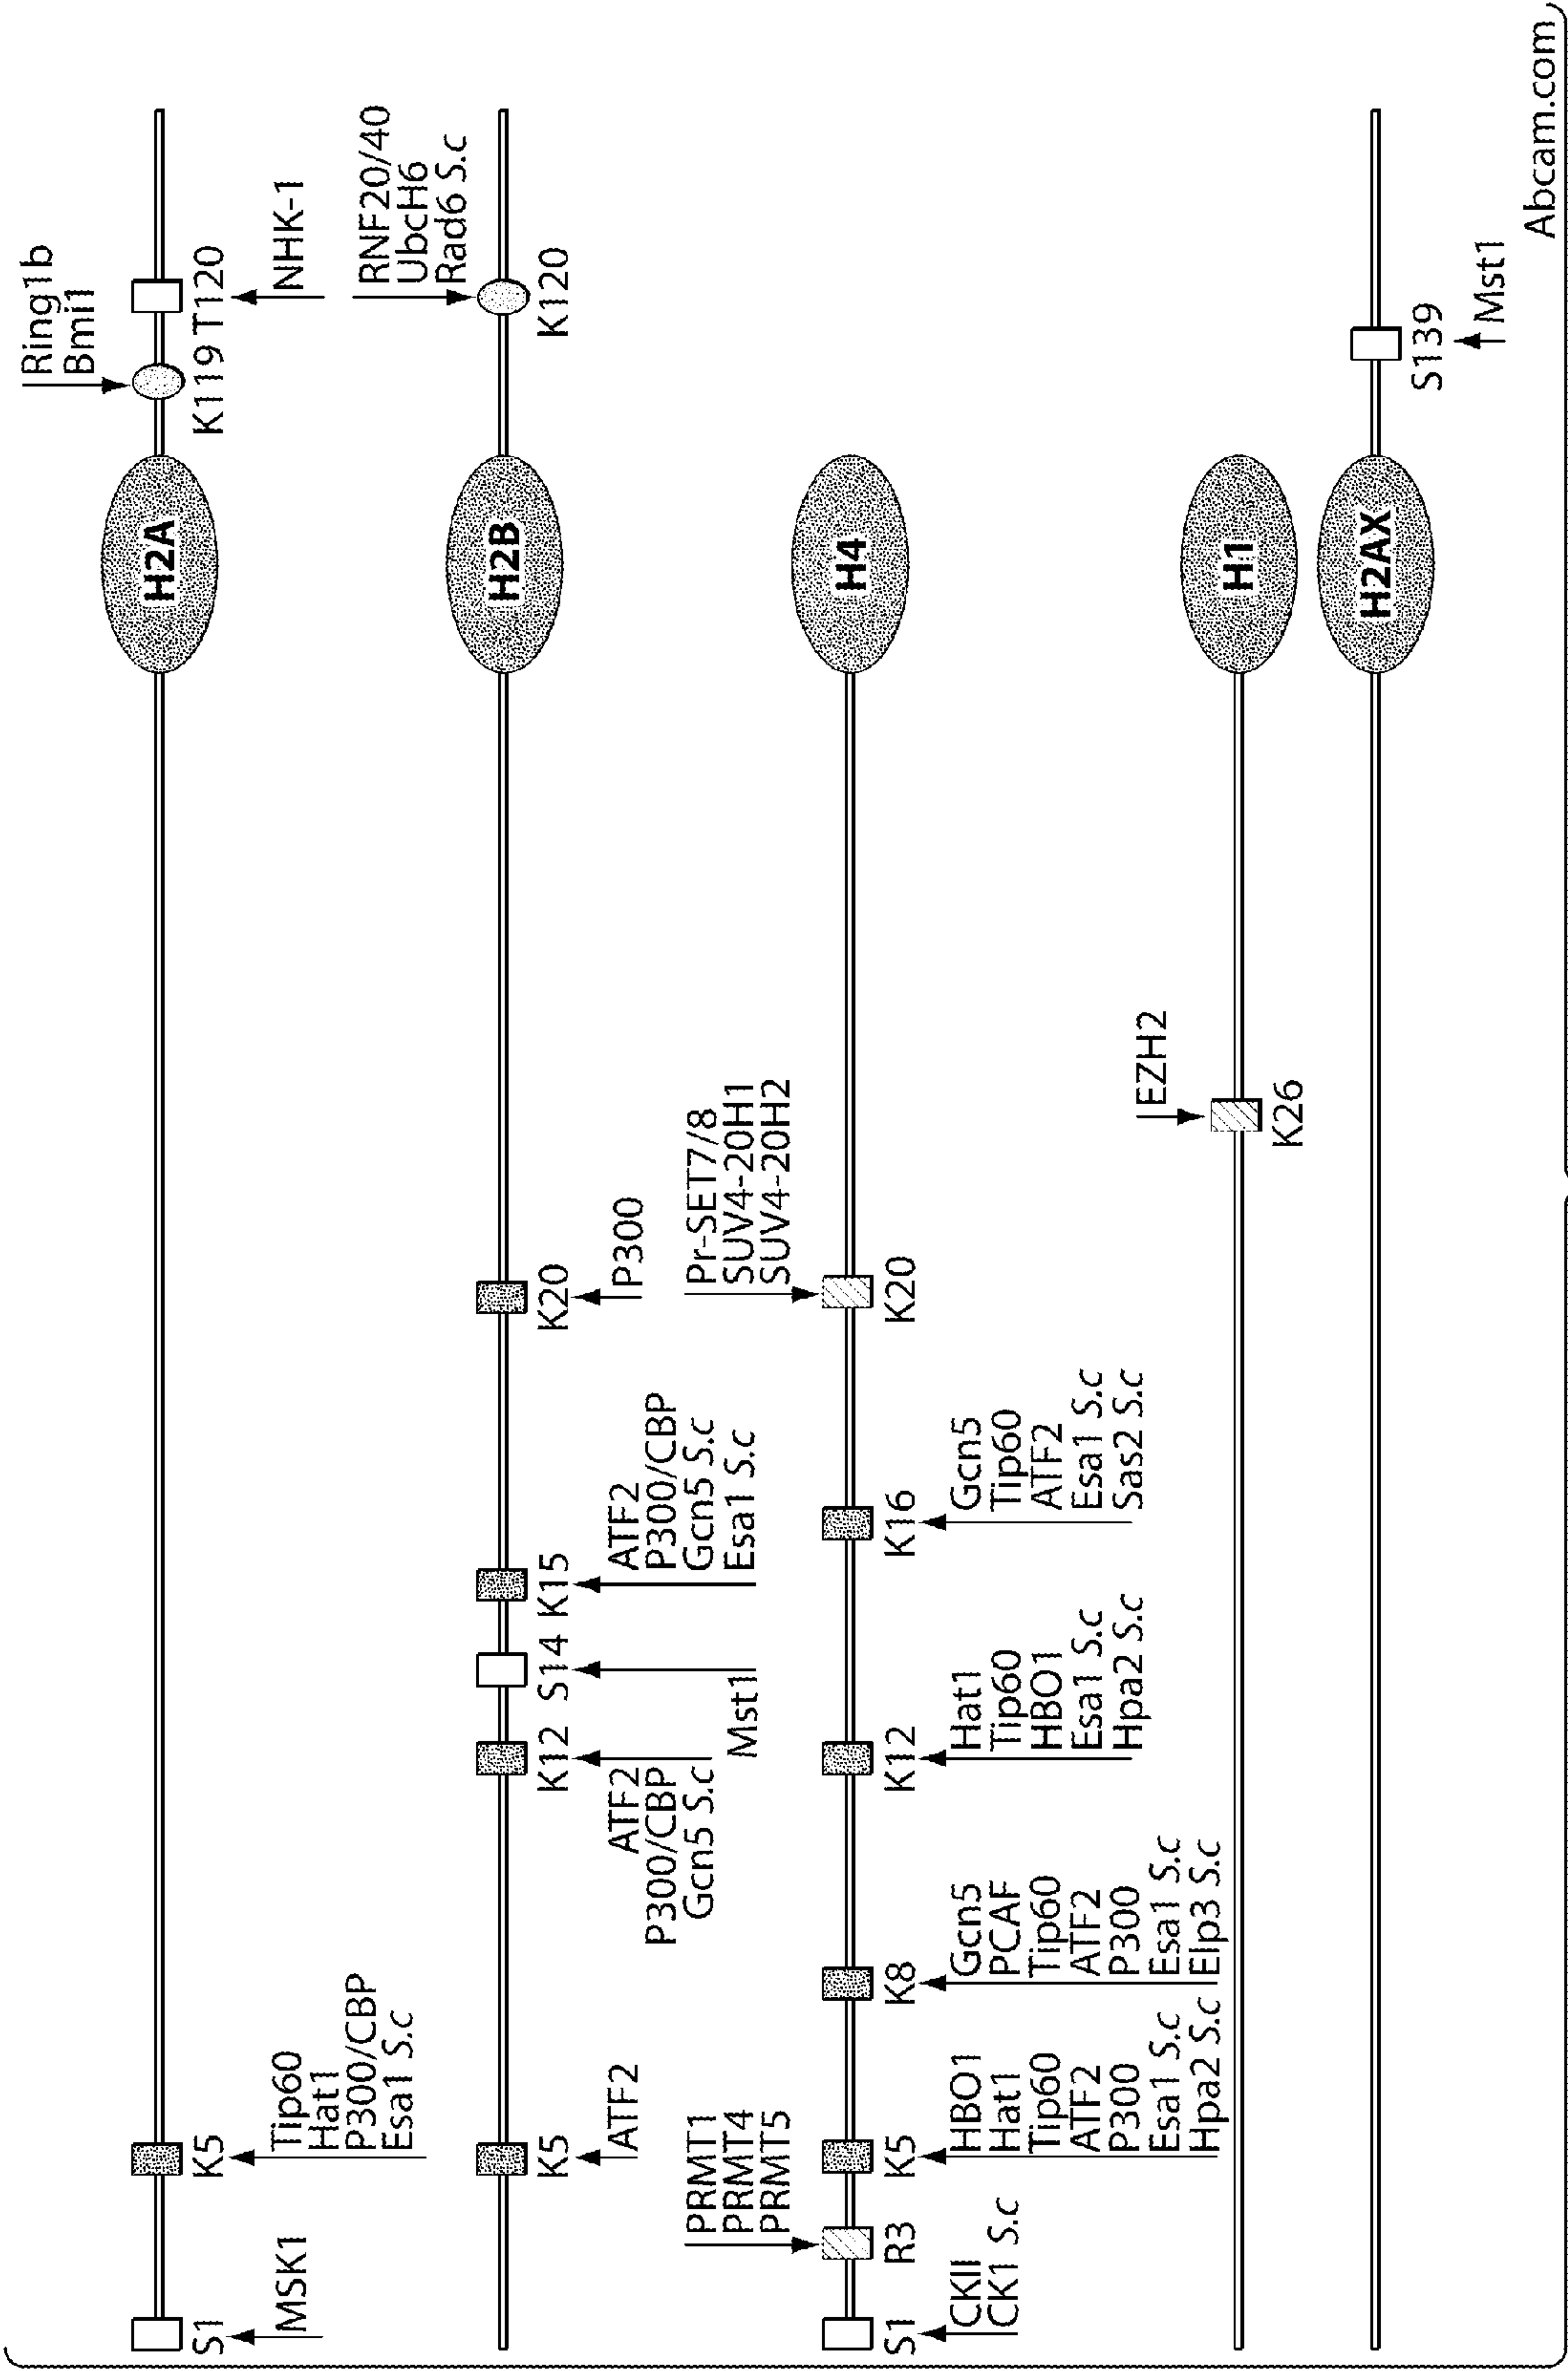 Ring1b
Bmi1
H2A
S1
K5
K119
T120
MSK1
Tip60
Hat1
P300/CBP
Esa1 S.c
NHK-1
RNF20/40
UbcH6
Rad6 S.c
H2B
K5
K12
S14
K15
K20
K120
ATF2
ATF2
P300/CBP
Gcn5 S.c
Mst1
ATF2
P300/CBP
Gcn5 S.c
Esa1 S.c
P300
PRMT1
PRMT4
PRMT5
Pr-SET7/8
SUV4-20H1
SUV4-20H2
H4
S1
R3
K5
K8
K12
K16
K20
CKII
CK1 S.c
HBO1
Hat1
Tip60
ATF2
P300
Esa1 S.c
Hpa2 S.c
Gcn5
PCAF
Tip60
ATF2
P300
Esa1 S.c
Elp3 S.c
Hat1
Tip60
HBO1
Esa1 S.c
Hpa2 S.c
Gcn5
Tip60
ATF2
Esa1 S.c
Sas2 S.c
EZH2
H1
K26
H2AX
S139
Mst1
Abcam.com